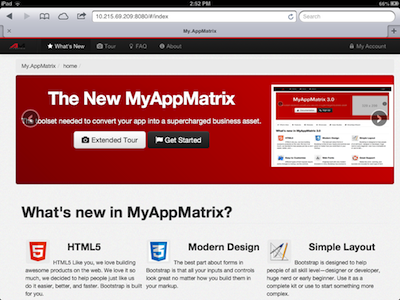 iPad
2:52 PM
66%
My.AppMatrix
10.215.69.209:8080/#/index
Search
My.AppMatrix
What's New
Tour
FAQ
About
My Account
My.AppMatrix
home
The New MyAppMatrix
toolset needed to convert your app into a supercharged business asset.
Extended Tour
Get Started
MyAppMatrix 3.0
What's new in MyAppMatrix?
HTML5
HTML5 Like you, we love building
awesome products on the web. We love it so
much, we decided to help people just like us
do it easier, better, and faster. Bootstrap is built
for you.
Modern Design
The best part about forms in
Bootstrap is that all your inputs and controls
look great no matter how you build them in
your markup.
Simple Layout
Bootstrap is designed to help
people of all skill level—designer or developer,
huge nerd or early beginner. Use it as a
complete kit or use to start something more
complex.